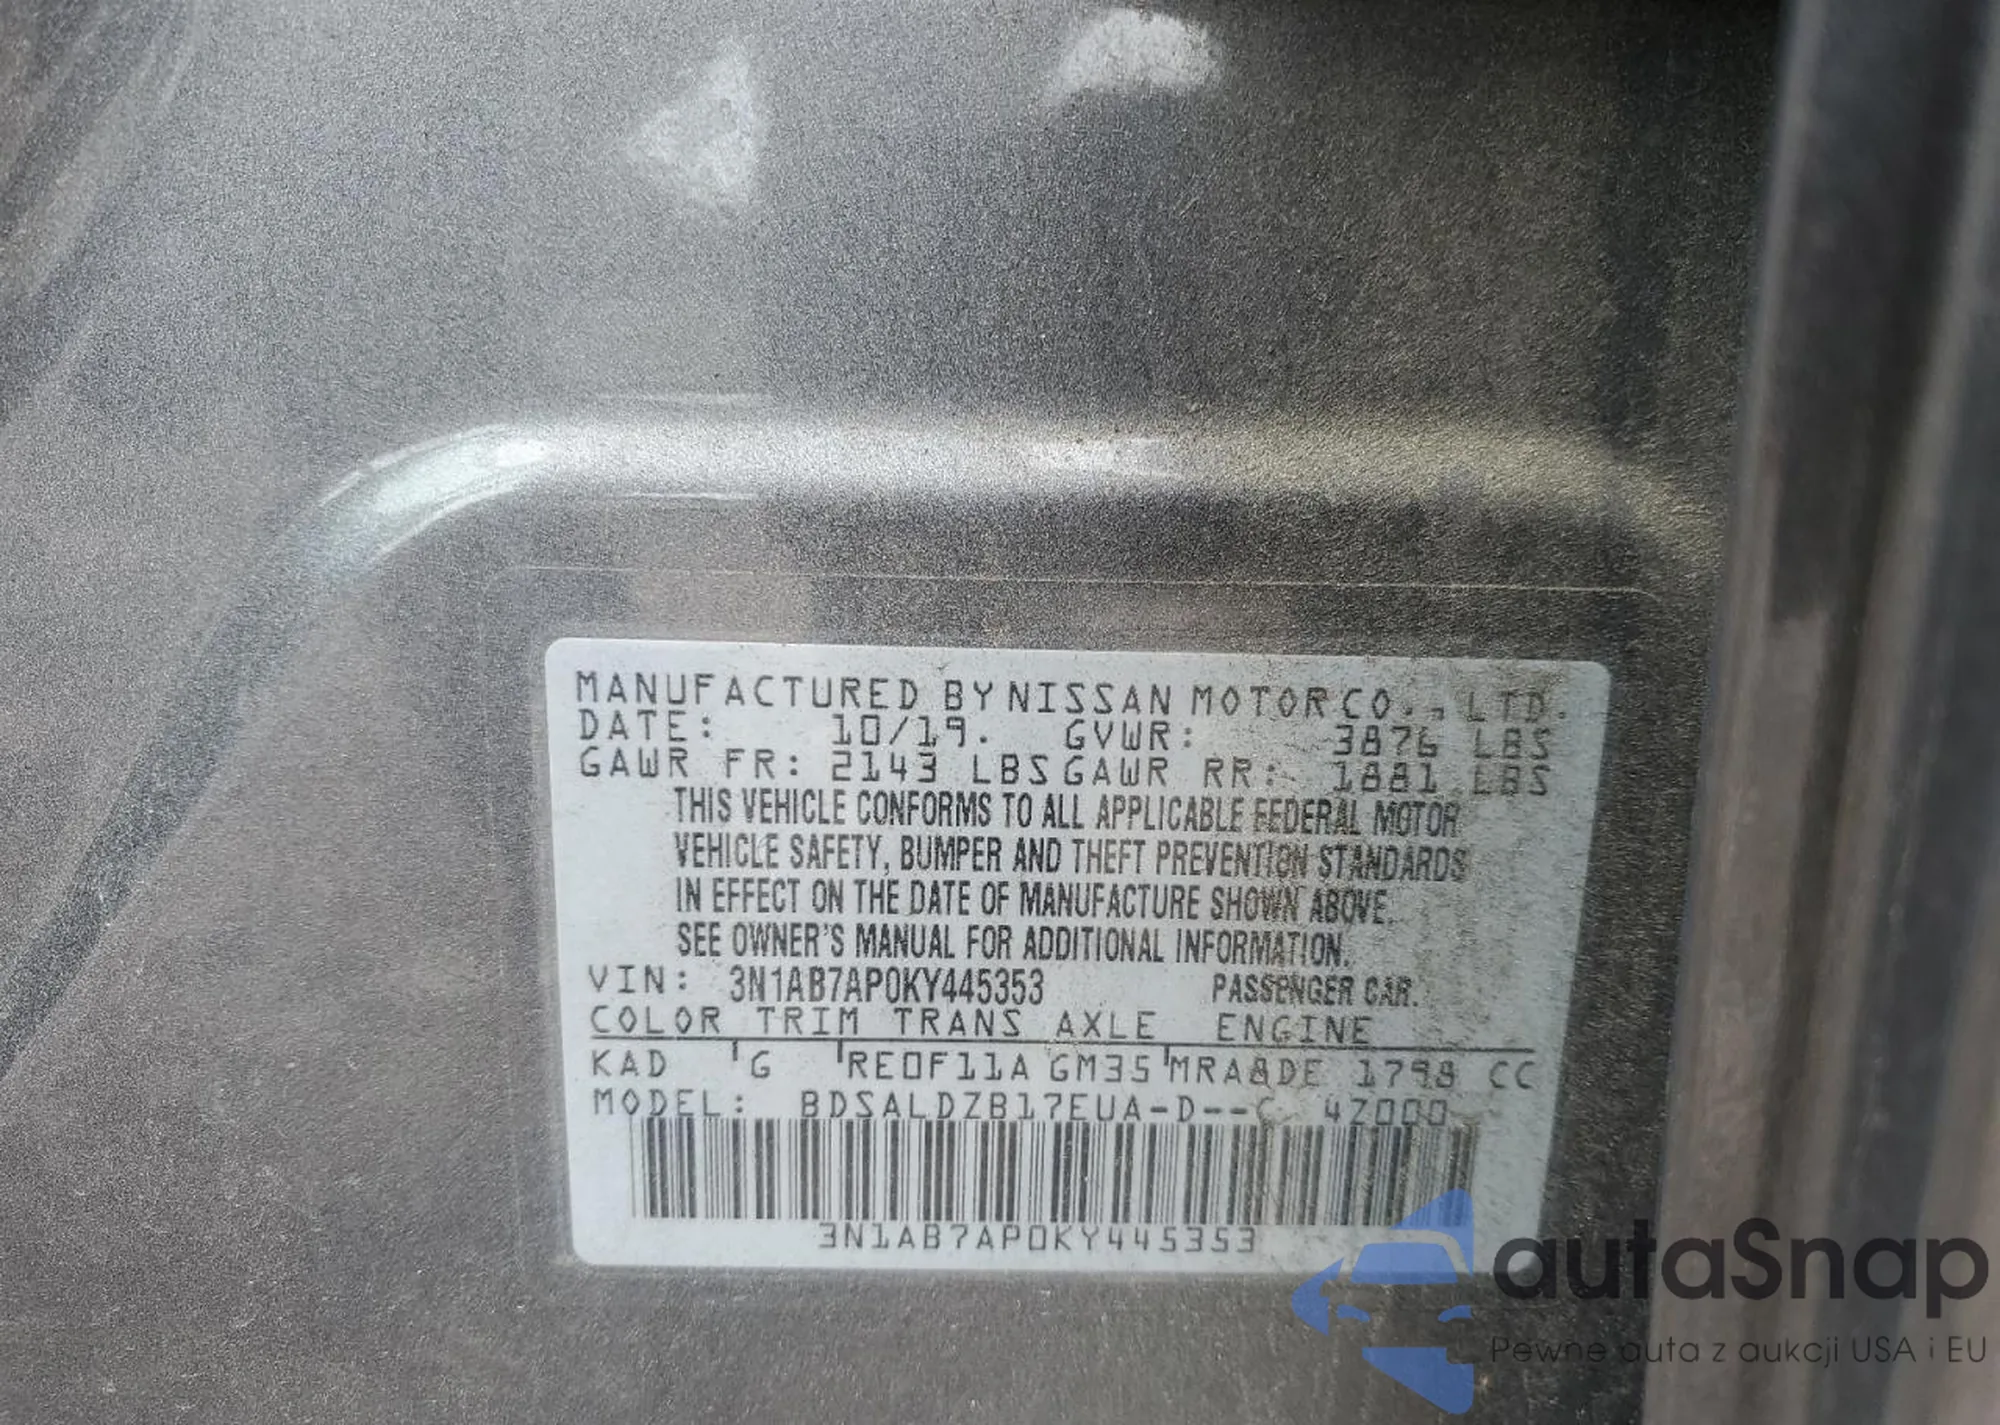 MANUFACTURED BY NISSAN MOTOR CO., LTD.
DATE: 10/19. GVWR: 3876 LBS
GAWR FR: 2143 LBS GAWR RR: 1881 LBS
THIS VEHICLE CONFORMS TO ALL APPLICABLE FEDERAL MOTOR
VEHICLE SAFETY, BUMPER AND THEFT PREVENTION STANDARDS
IN EFFECT ON THE DATE OF MANUFACTURE SHOWN ABOVE.
SEE OWNER'S MANUAL FOR ADDITIONAL INFORMATION.
VIN: 3N1AB7AP0KY445353 PASSENGER CAR.
COLOR TRIM TRANS AXLE ENGINE
KAD G RE0F11A GM35 MRA8DE 1798 CC
MODEL: BDSALDZB17EUA-D--C 4Z000
3N1AB7AP0KY445353
autaSnap
Pewne auta z aukcji USA i EU